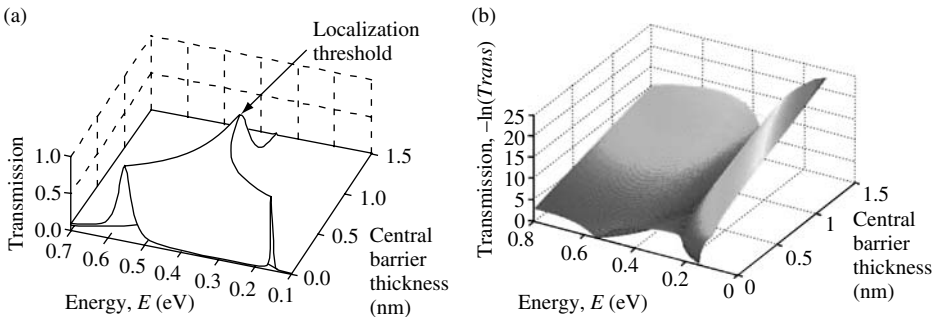 (a)
Localization
threshold
Transmission
1.0
0.5
0.0
0.7
0.6
0.5
0.4
0.3
0.2
0.1
Energy, E (eV)
0.0
0.5
1.0
1.5
Central
barrier
thickness
(nm)
(b)
Transmission, –ln(Trans)
25
20
15
10
5
0
0.8
0.6
0.4
0.2
0
Energy, E (eV)
0
0.5
1
1.5
Central
barrier
thickness
(nm)